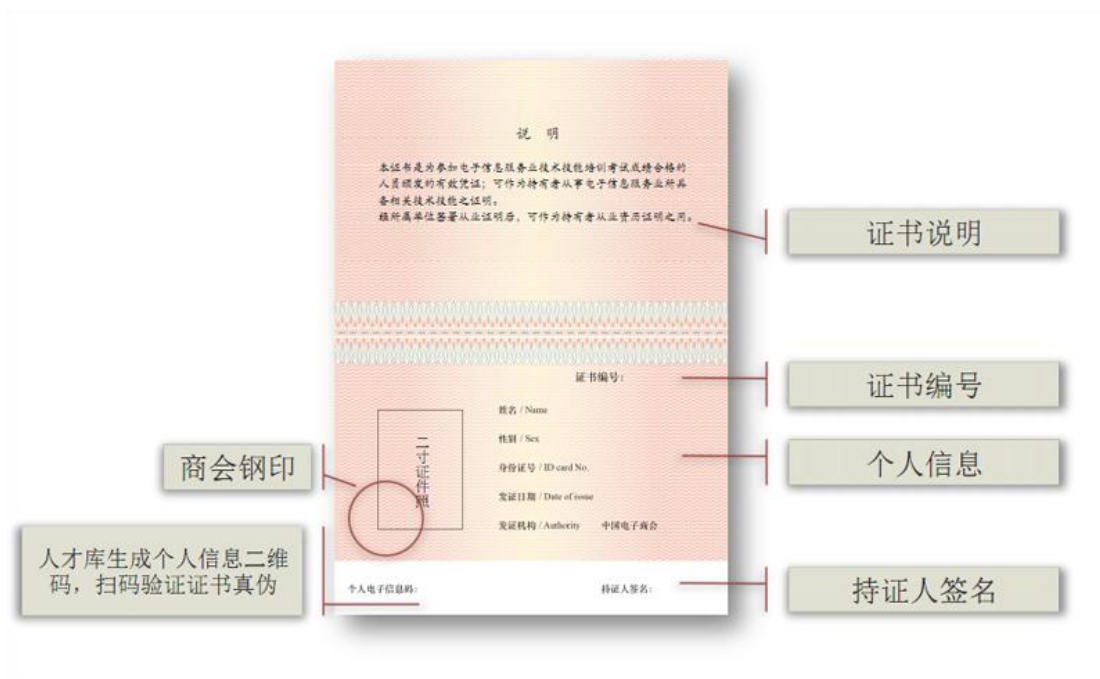 说 明
本证书是为参加电子信息服务业技术技能培训考试成绩合格的
人员颁发的有效凭证；可作为持有者从事电子信息服务业所具
备相关技术技能之证明。
经所属单位签署从业证明后，可作为持有者从业资历证明之用。
证书说明
证书编号：
证书编号
二寸证件照
姓名 / Name
性别 / Sex
身份证号 / ID card No.
发证日期 / Date of issue
发证机构 / Authority 中国电子商会
个人信息
商会钢印
人才库生成个人信息二维
码，扫码验证证书真伪
个人电子信息码：
持证人签名：
持证人签名